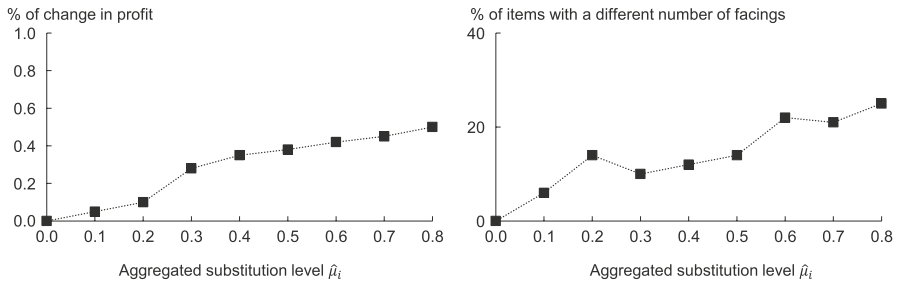 % of change in profit
1.0
0.8
0.6
0.4
0.2
0.0
0.0 0.1 0.2 0.3 0.4 0.5 0.6 0.7 0.8
Aggregated substitution level μ̂ᵢ
% of items with a different number of facings
40
20
0
0.0 0.1 0.2 0.3 0.4 0.5 0.6 0.7 0.8
Aggregated substitution level μ̂ᵢ